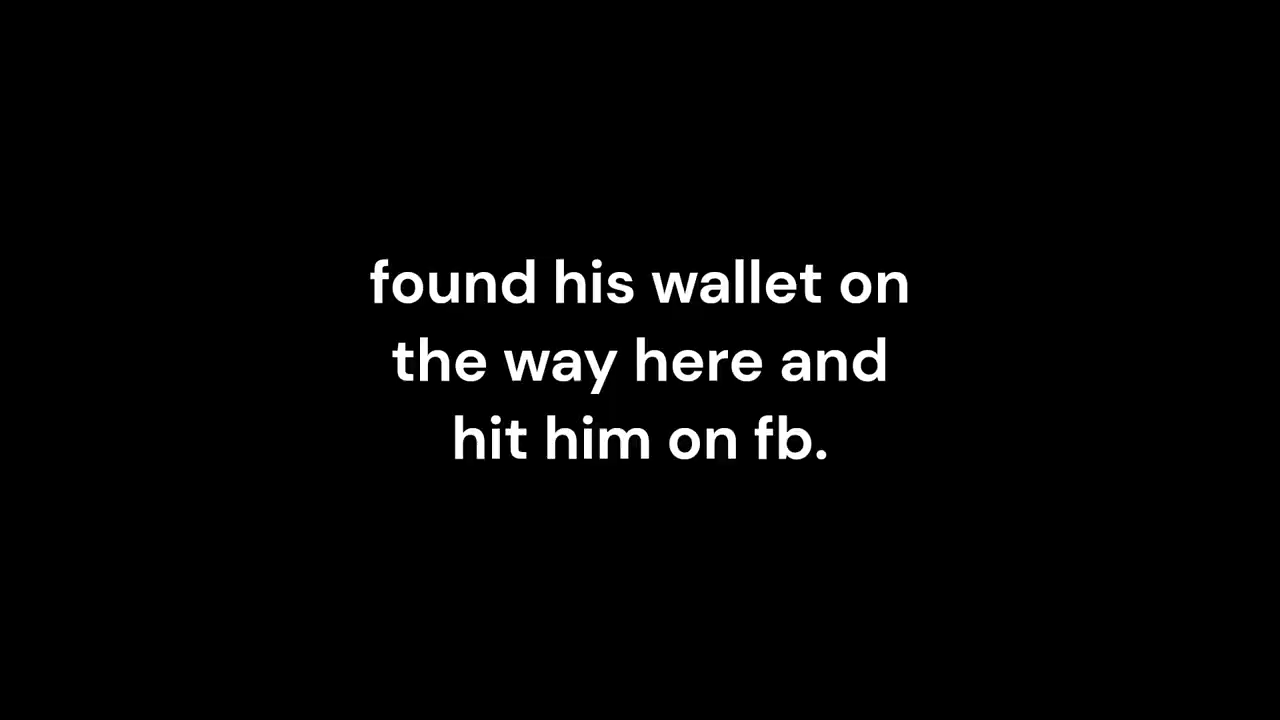 found his wallet on
the way here and
hit him on fb.